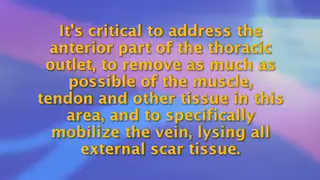 It's critical to address the
anterior part of the thoracic
outlet, to remove as much as
possible of the muscle,
tendon and other tissue in this
area, and to specifically
mobilize the vein, lysing all
external scar tissue.